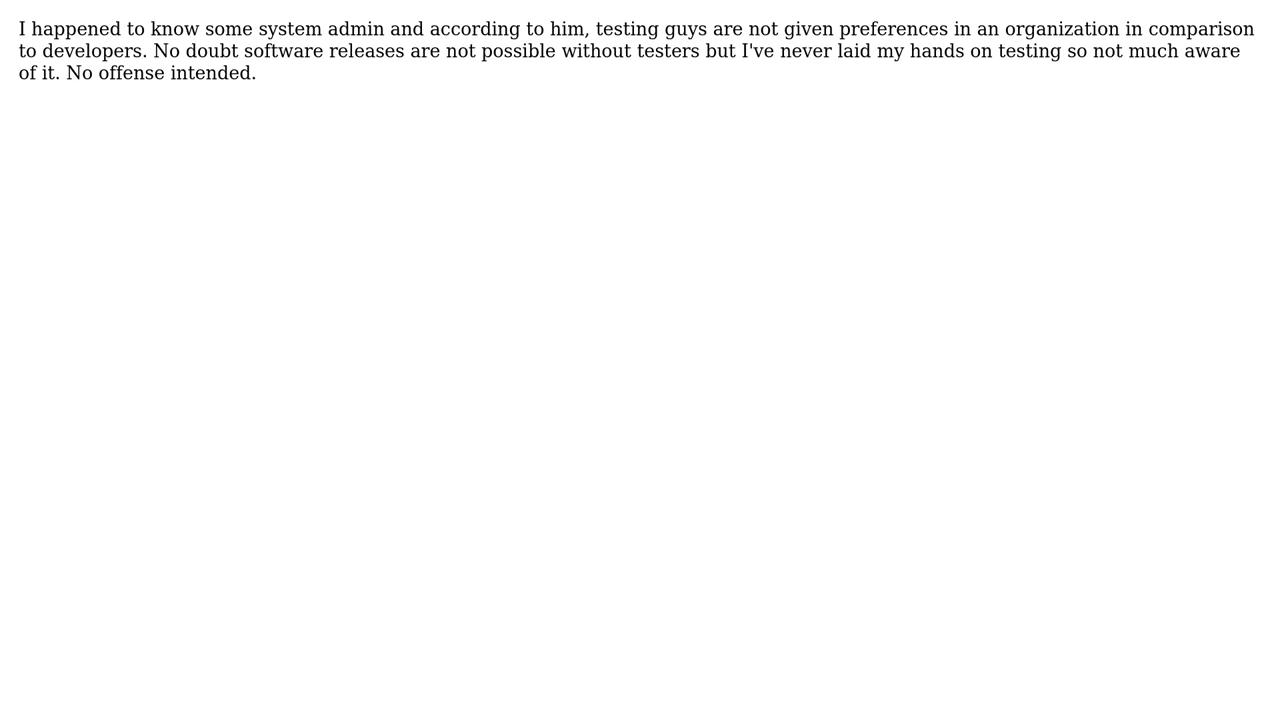 I happened to know some system admin and according to him, testing guys are not given preferences in an organization in comparison
to developers. No doubt software releases are not possible without testers but I've never laid my hands on testing so not much aware
of it. No offense intended.